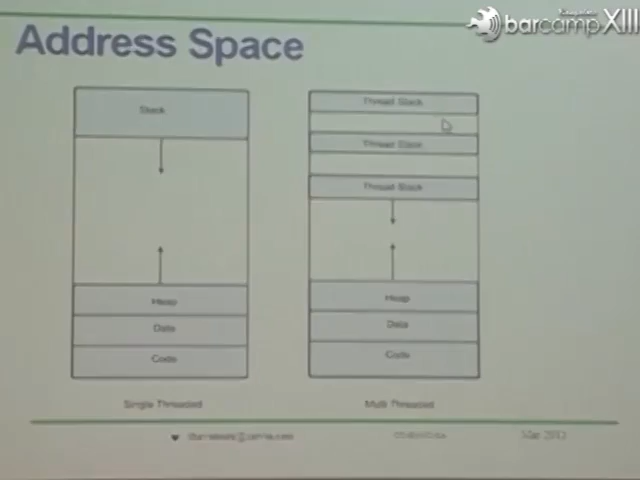 barcampXIII
Address Space
Stack
Thread Stack
Thread Stack
Thread Stack
Heap
Data
Code
Heap
Data
Code
Single Threaded
Multi Threaded